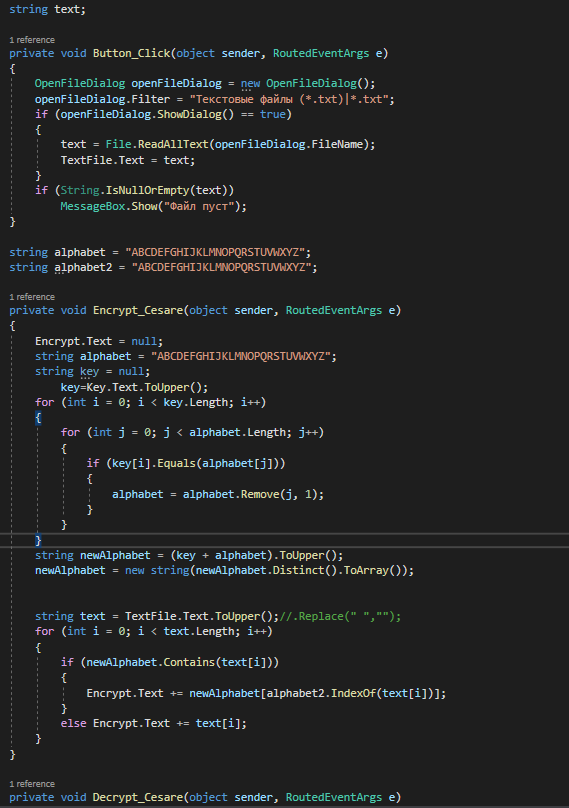 string text;
1 reference
private void Button_Click(object sender, RoutedEventArgs e)
{
OpenFileDialog openFileDialog = new OpenFileDialog();
openFileDialog.Filter = "Текстовые файлы (*.txt)|*.txt";
if (openFileDialog.ShowDialog() == true)
{
text = File.ReadAllText(openFileDialog.FileName);
TextFile.Text = text;
}
if (String.IsNullOrEmpty(text))
MessageBox.Show("Файл пуст");
}
string alphabet = "ABCDEFGHIJKLMNOPQRSTUVWXYZ";
string alphabet2 = "ABCDEFGHIJKLMNOPQRSTUVWXYZ";
1 reference
private void Encrypt_Cesare(object sender, RoutedEventArgs e)
{
Encrypt.Text = null;
string alphabet = "ABCDEFGHIJKLMNOPQRSTUVWXYZ";
string key = null;
key=Key.Text.ToUpper();
for (int i = 0; i < key.Length; i++)
{
for (int j = 0; j < alphabet.Length; j++)
{
if (key[i].Equals(alphabet[j]))
{
alphabet = alphabet.Remove(j, 1);
}
}
}
string newAlphabet = (key + alphabet).ToUpper();
newAlphabet = new string(newAlphabet.Distinct().ToArray());
string text = TextFile.Text.ToUpper();//.Replace(" ","");
for (int i = 0; i < text.Length; i++)
{
if (newAlphabet.Contains(text[i]))
{
Encrypt.Text += newAlphabet[alphabet2.IndexOf(text[i])];
}
else Encrypt.Text += text[i];
}
}
1 reference
private void Decrypt_Cesare(object sender, RoutedEventArgs e)